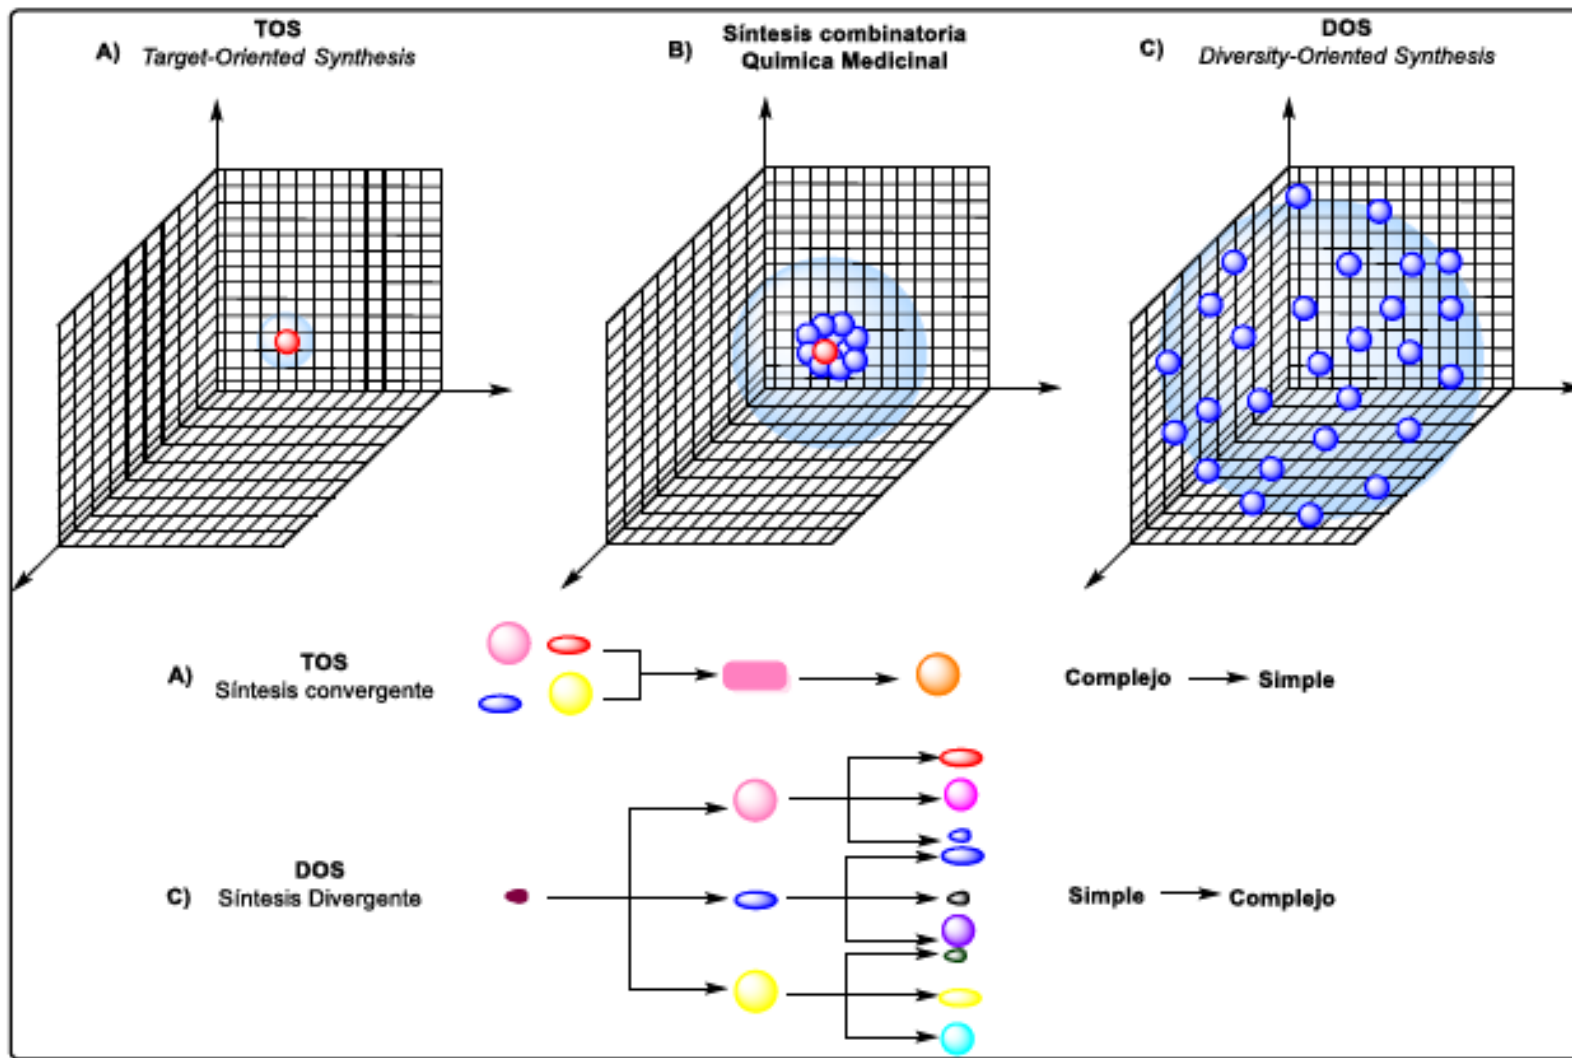 A)
TOS
Target-Oriented Synthesis
B)
Síntesis combinatoria
Química Medicinal
C)
DOS
Diversity-Oriented Synthesis
A)
TOS
Síntesis convergente
Complejo
Simple
C)
DOS
Síntesis Divergente
Simple
Complejo